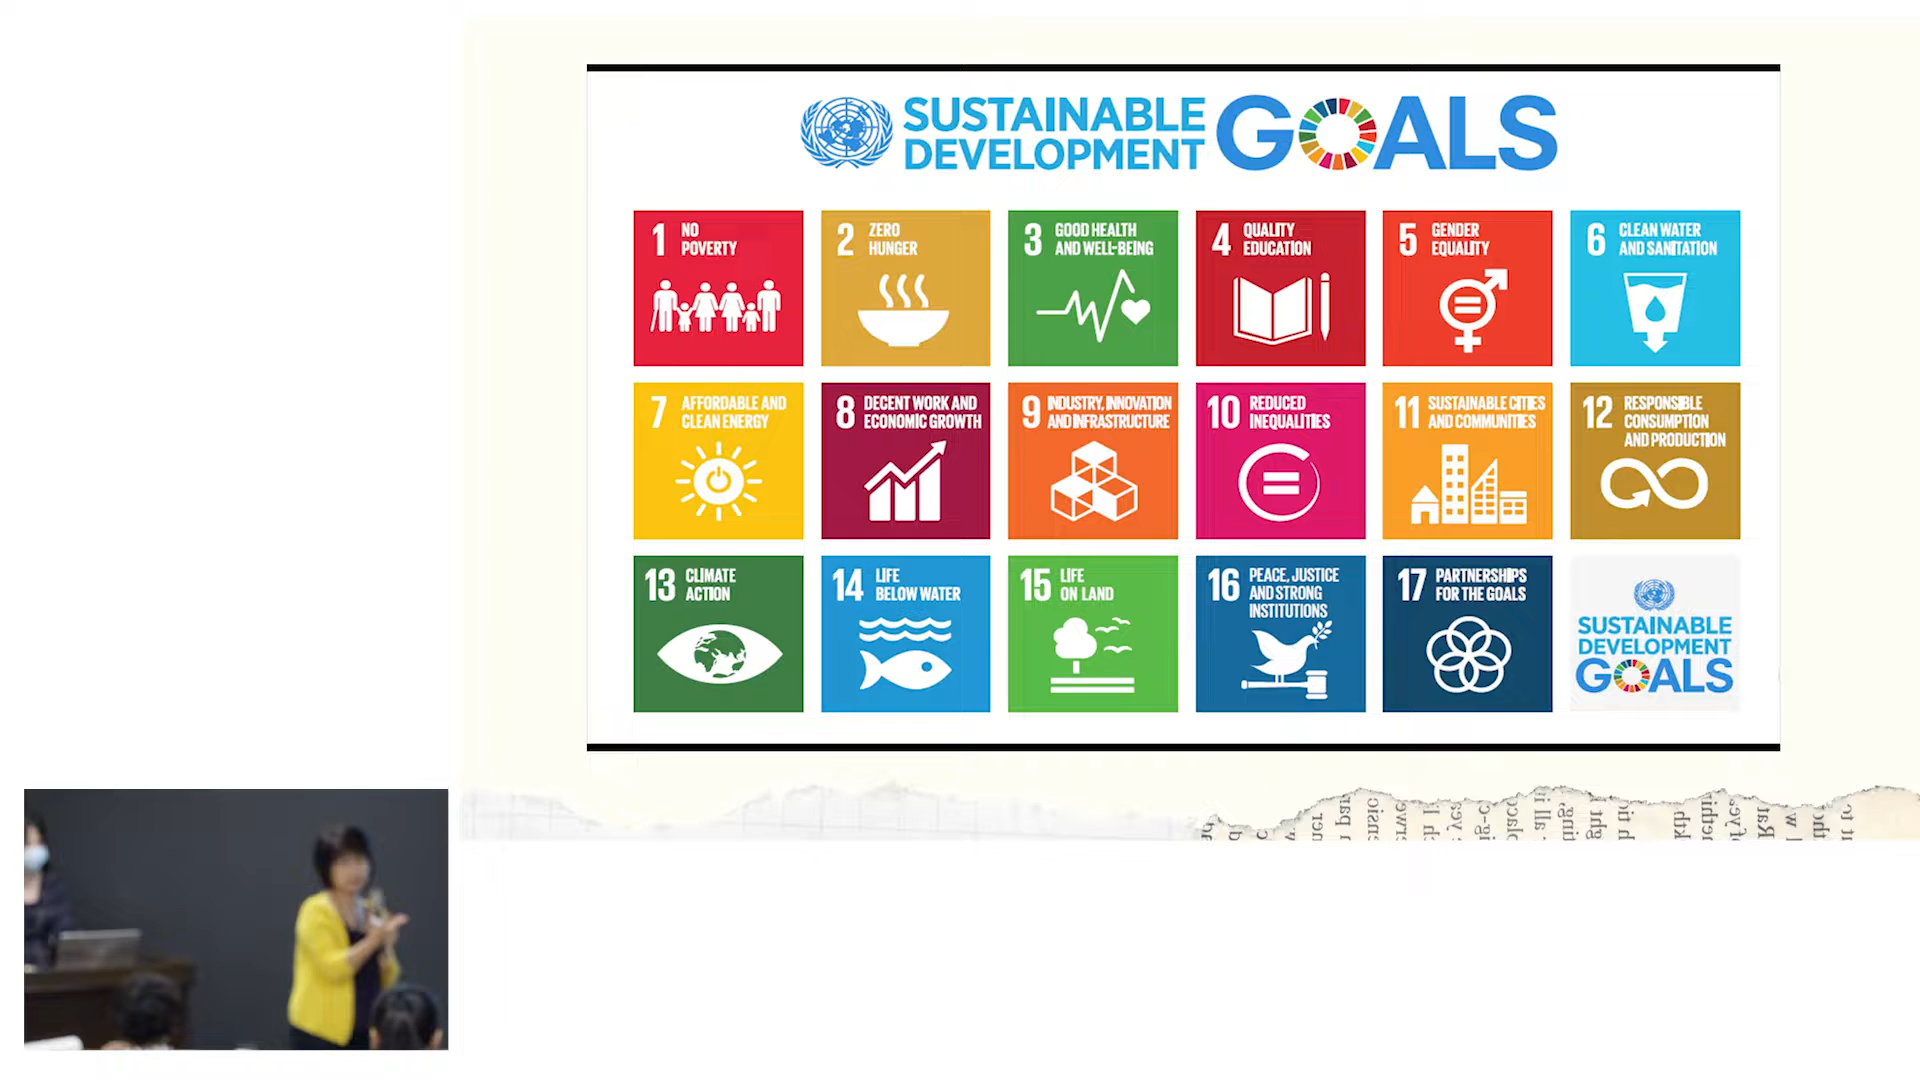 SUSTAINABLE
DEVELOPMENT
GOALS
1 NO
POVERTY
2 ZERO
HUNGER
3 GOOD HEALTH
AND WELL-BEING
4 QUALITY
EDUCATION
5 GENDER
EQUALITY
6 CLEAN WATER
AND SANITATION
7 AFFORDABLE AND
CLEAN ENERGY
8 DECENT WORK AND
ECONOMIC GROWTH
9 INDUSTRY, INNOVATION
AND INFRASTRUCTURE
10 REDUCED
INEQUALITIES
11 SUSTAINABLE CITIES
AND COMMUNITIES
12 RESPONSIBLE
CONSUMPTION
AND PRODUCTION
13 CLIMATE
ACTION
14 LIFE
BELOW WATER
15 LIFE
ON LAND
16 PEACE, JUSTICE
AND STRONG
INSTITUTIONS
17 PARTNERSHIPS
FOR THE GOALS
SUSTAINABLE
DEVELOPMENT
GOALS